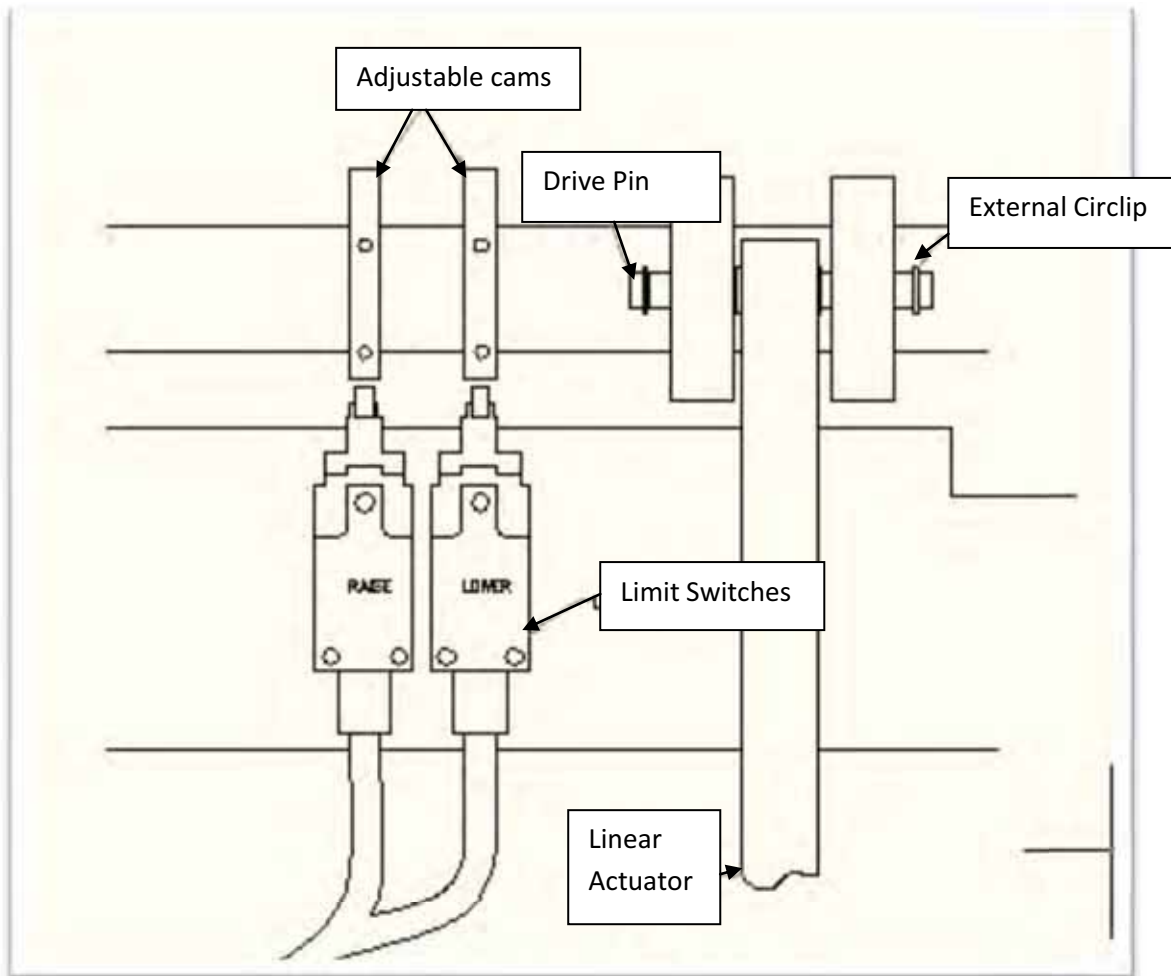 Adjustable cams
Drive Pin
External Circlip
RAISE
LOWER
Limit Switches
Linear
Actuator